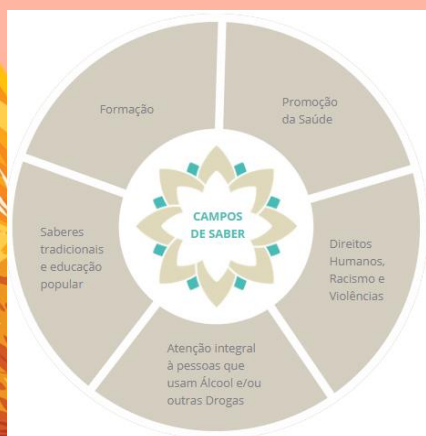 CAMPOS
DE SABER
Formação
Promoção
da Saúde
Direitos
Humanos,
Racismo e
Violências
Atenção integral
à pessoas que
usam Álcool e/ou
outras Drogas
Saberes
tradicionais
e educação
popular